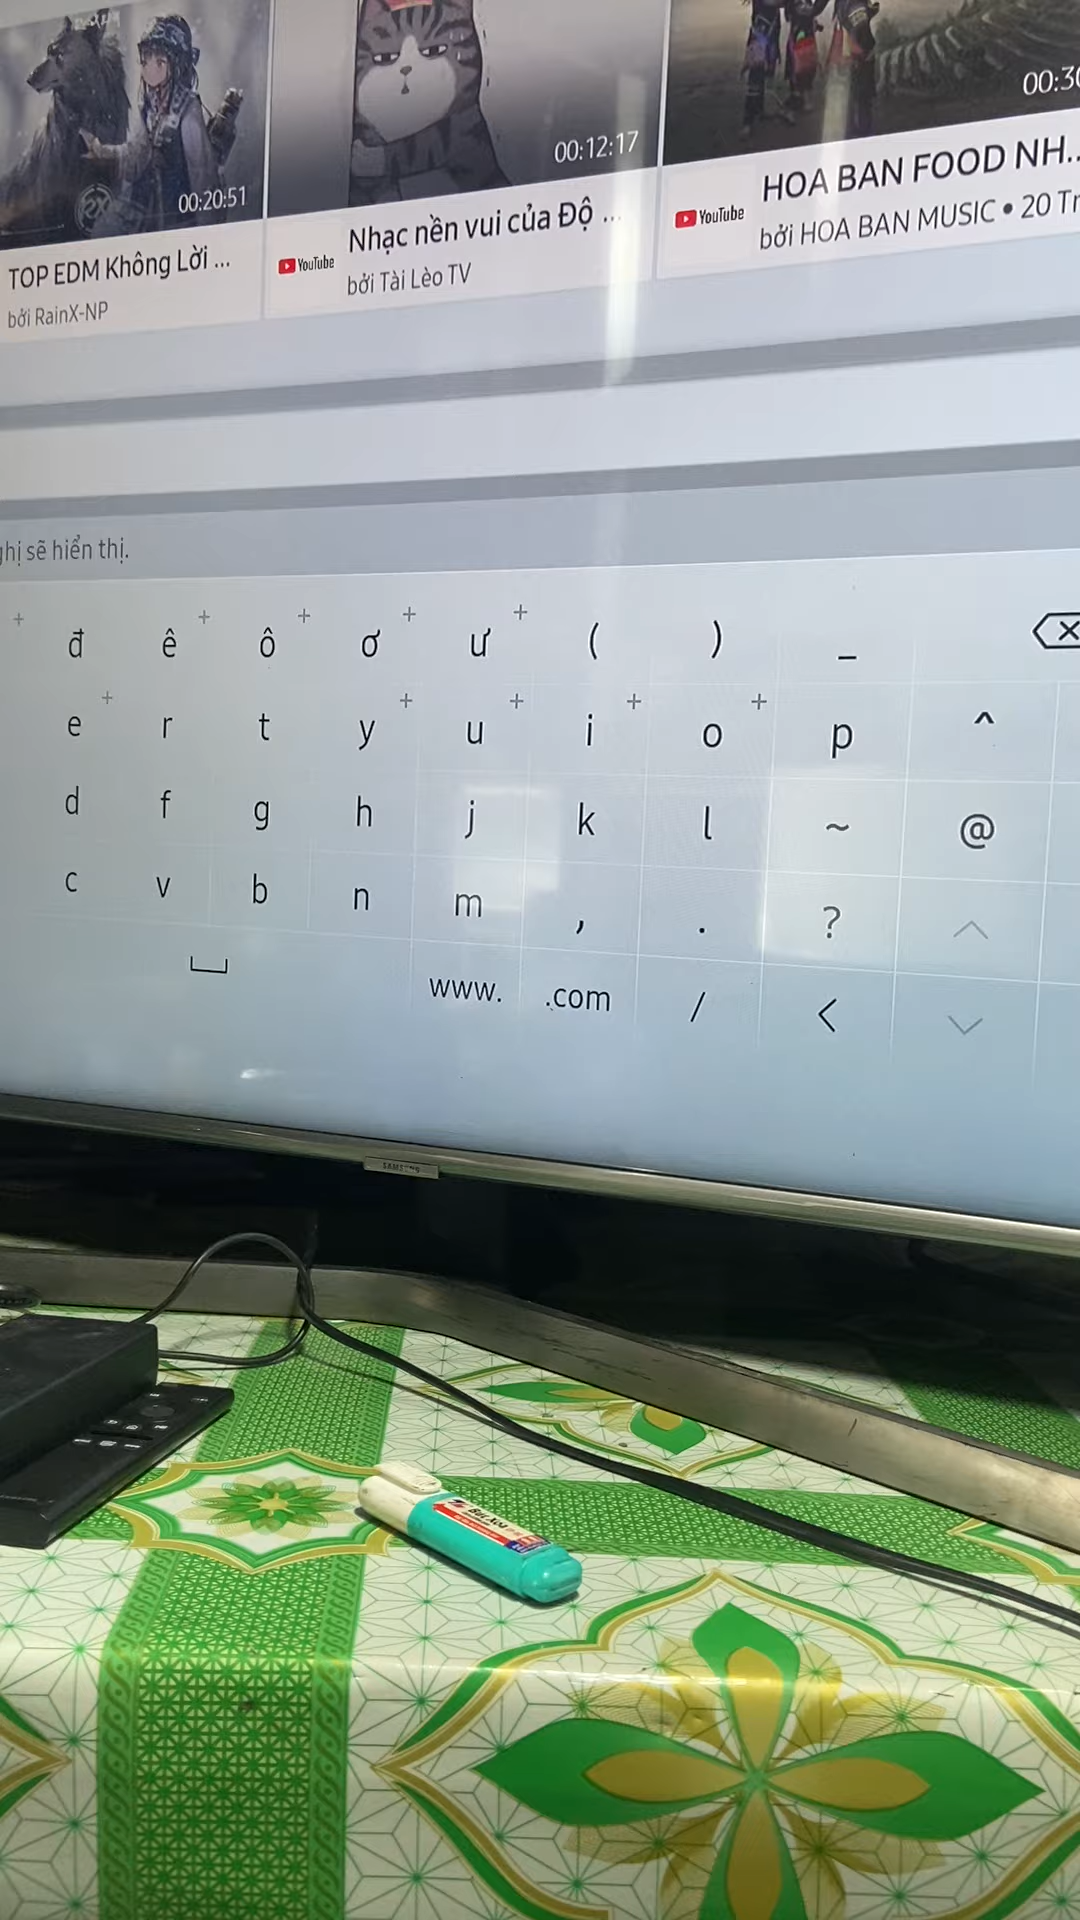 00:20:51
TOP EDM Không Lời ...
bởi RainX-NP
00:12:17
YouTube
Nhạc nền vui của Độ ...
bởi Tài Lèo TV
00:30
YouTube
HOA BAN FOOD NH...
bởi HOA BAN MUSIC • 20 Tr
ghị sẽ hiển thị.
đ ê ô ơ ư ( ) _
e r t y u i o p ^
d f g h j k l ~ @
c v b n m , . ?
www. .com / <
SAMSUNG